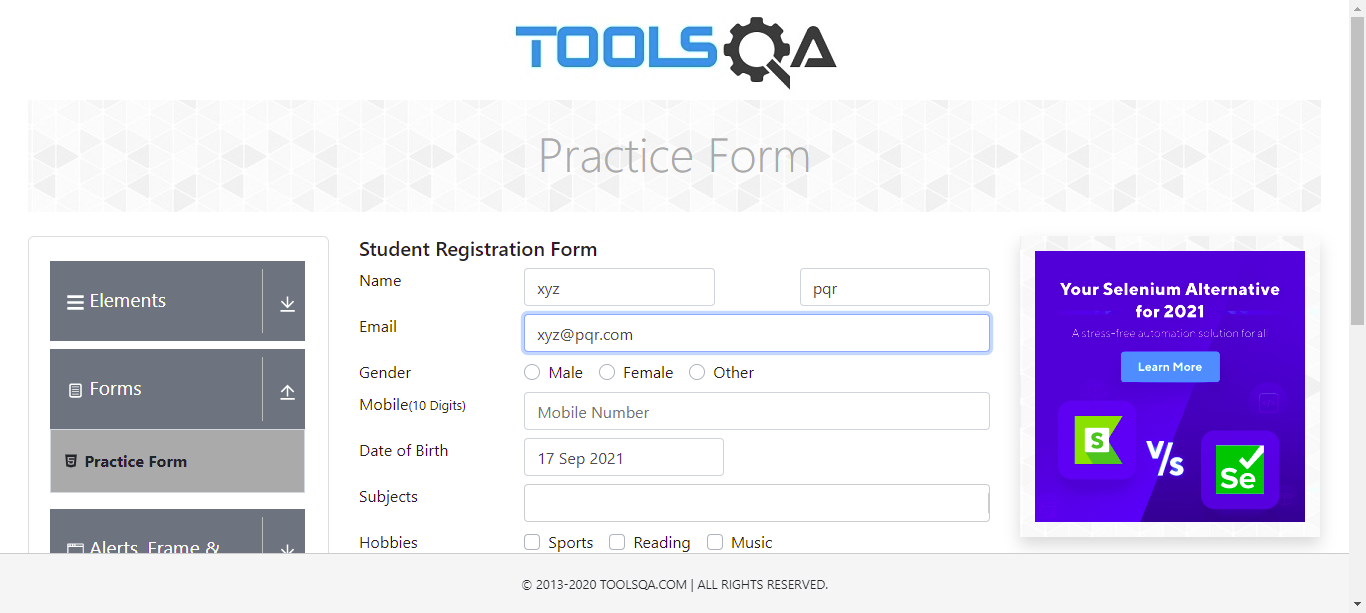 TOOLSQA
Practice Form
Elements
Forms
Practice Form
Alerts, Frame &
Student Registration Form
Name
xyz
pqr
Email
xyz@pqr.com
Gender
Male
Female
Other
Mobile(10 Digits)
Mobile Number
Date of Birth
17 Sep 2021
Subjects
Hobbies
Sports
Reading
Music
Your Selenium Alternative
for 2021
A stress-free automation solution for all
Learn More
S
V/s
Se
© 2013-2020 TOOLSQA.COM | ALL RIGHTS RESERVED.